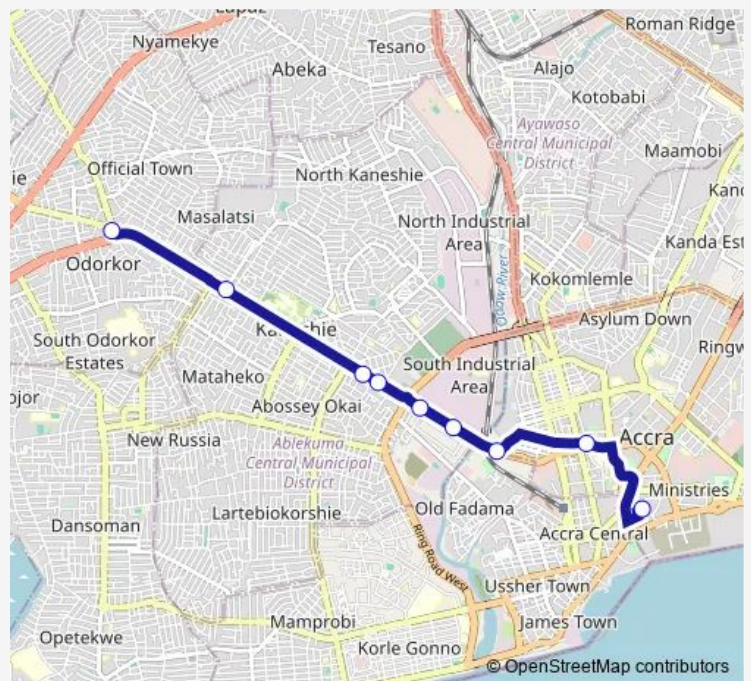 Roman Ridge
Nyamekye
Tesano
Abeka
Alajo
Kotobabi
Ayawaso
Central Municipal
District
Maamobi
Official Town
North Kaneshie
ie
Masalatsi
North Industrial
Area
Kanda Est
Odaw River
Odorkor
Kokomlemle
Asylum Down
South Odorkor
Estates
South Industrial
Area
Ringw
Mataheko
ojor
Abossey Okai
New Russia
Ablekuma
Central Municipal
District
Accra
Ministries
Lartebiokorshie
Old Fadama
Dansoman
Accra Central
Ring Road West
Ussher Town
Mamprobi
James Town
Opetekwe
Korle Gonno
© OpenStreetMap contributors